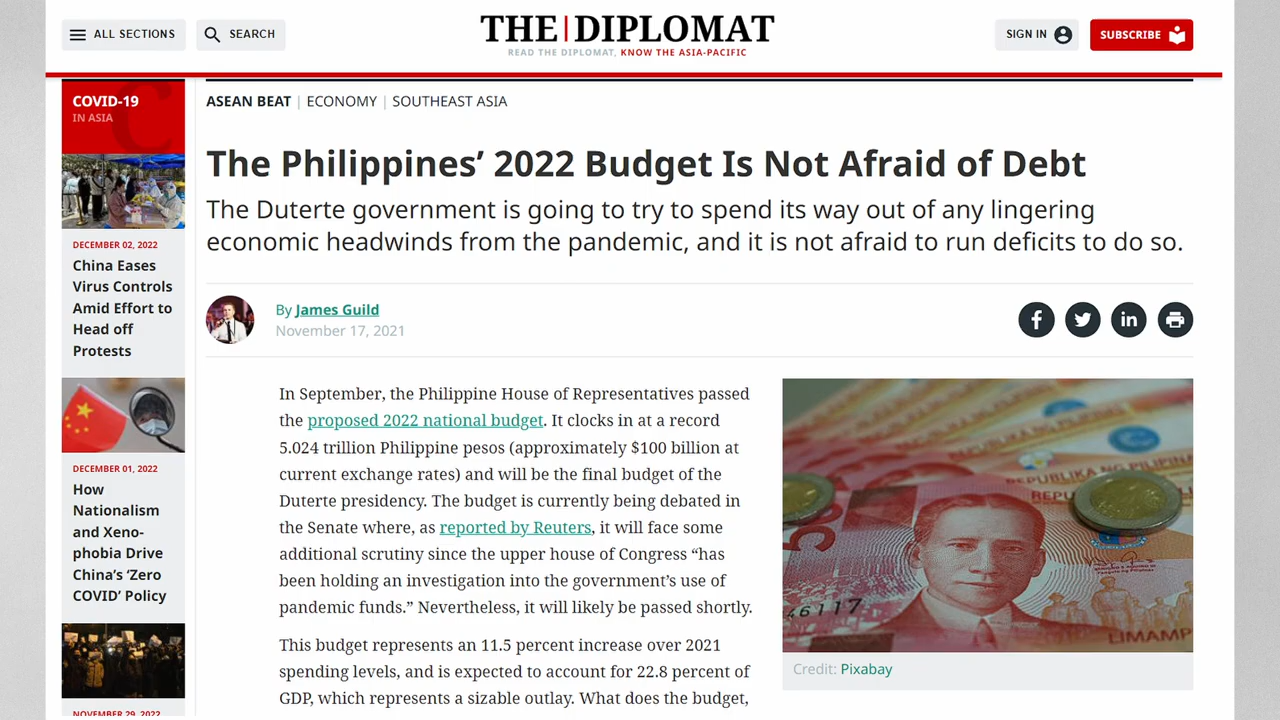 ALL SECTIONS
SEARCH
THE|DIPLOMAT
READ THE DIPLOMAT, KNOW THE ASIA-PACIFIC
SIGN IN
SUBSCRIBE
COVID-19
IN ASIA
DECEMBER 02, 2022
China Eases
Virus Controls
Amid Effort to
Head off
Protests
DECEMBER 01, 2022
How
Nationalism
and Xeno-
phobia Drive
China's ‘Zero
COVID’ Policy
NOVEMBER 29, 2022
ASEAN BEAT | ECONOMY | SOUTHEAST ASIA
The Philippines’ 2022 Budget Is Not Afraid of Debt
The Duterte government is going to try to spend its way out of any lingering
economic headwinds from the pandemic, and it is not afraid to run deficits to do so.
By James Guild
November 17, 2021
In September, the Philippine House of Representatives passed
the proposed 2022 national budget. It clocks in at a record
5.024 trillion Philippine pesos (approximately $100 billion at
current exchange rates) and will be the final budget of the
Duterte presidency. The budget is currently being debated in
the Senate where, as reported by Reuters, it will face some
additional scrutiny since the upper house of Congress “has
been holding an investigation into the government’s use of
pandemic funds.” Nevertheless, it will likely be passed shortly.
This budget represents an 11.5 percent increase over 2021
spending levels, and is expected to account for 22.8 percent of
GDP, which represents a sizable outlay. What does the budget,
REPUBLIKA NG PILIPINA
REPU
46117
LIMAMP
Credit: Pixabay